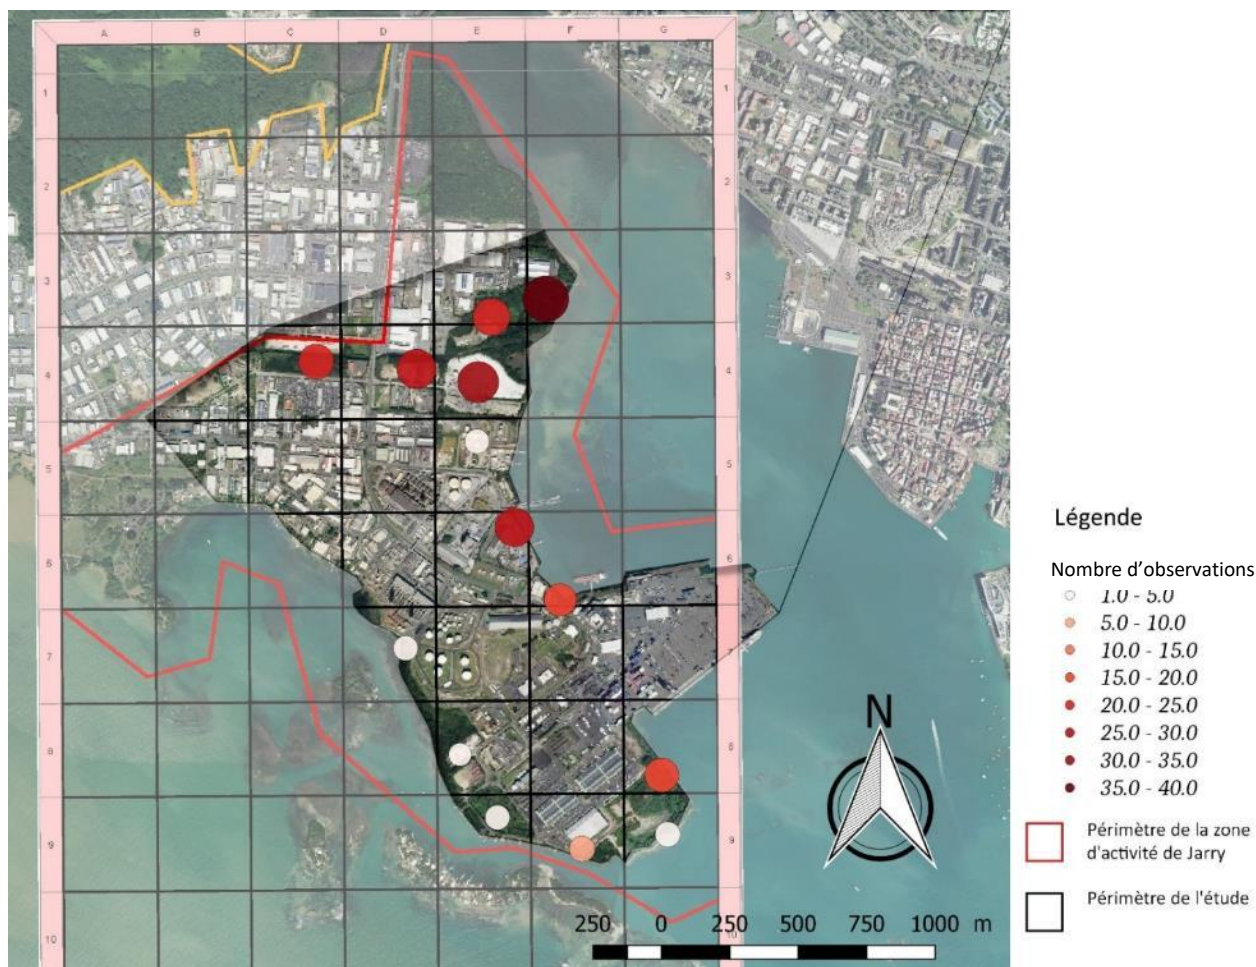 A B C D E F G
1 1
2 2
3 3
4 4
5 5
6 6
7 7
8 8
9 9
10 10
N
250 0 250 500 750 1000 m
Légende
Nombre d'observations
1.0 - 5.0
5.0 - 10.0
10.0 - 15.0
15.0 - 20.0
20.0 - 25.0
25.0 - 30.0
30.0 - 35.0
35.0 - 40.0
Périmètre de la zone
d'activité de Jarry
Périmètre de l'étude